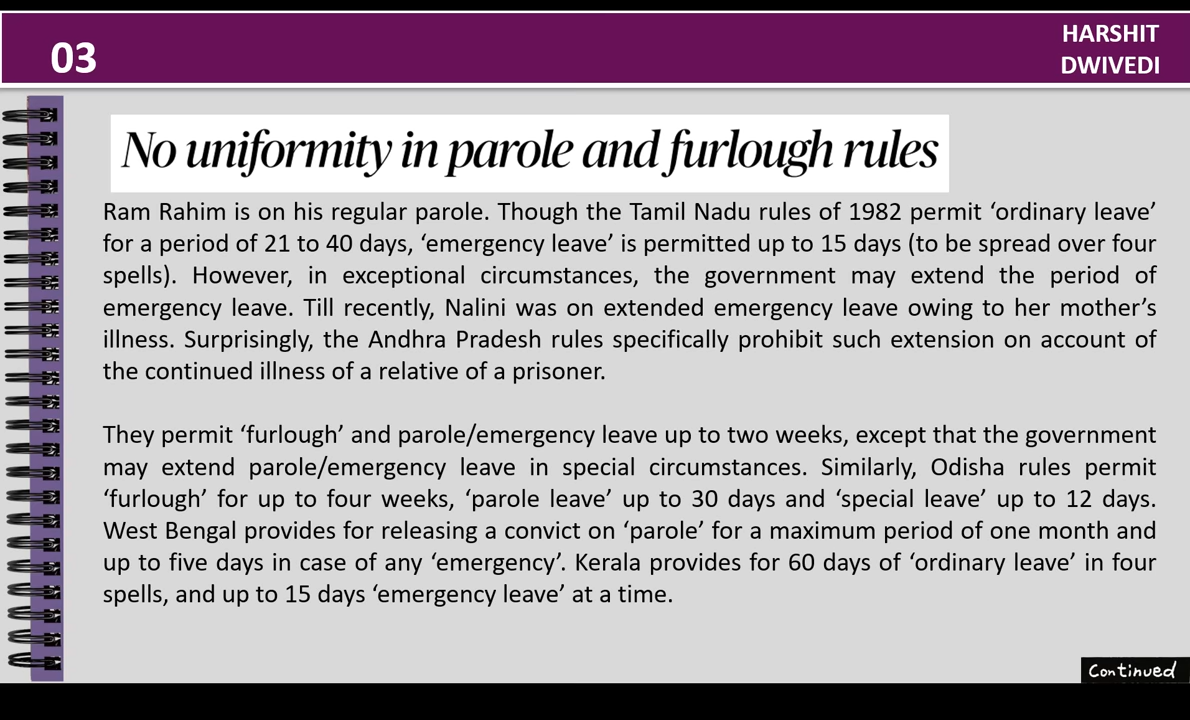 03
HARSHIT
DWIVEDI
No uniformity in parole and furlough rules
Ram Rahim is on his regular parole. Though the Tamil Nadu rules of 1982 permit ‘ordinary leave’
for a period of 21 to 40 days, ‘emergency leave’ is permitted up to 15 days (to be spread over four
spells). However, in exceptional circumstances, the government may extend the period of
emergency leave. Till recently, Nalini was on extended emergency leave owing to her mother’s
illness. Surprisingly, the Andhra Pradesh rules specifically prohibit such extension on account of
the continued illness of a relative of a prisoner.
They permit ‘furlough’ and parole/emergency leave up to two weeks, except that the government
may extend parole/emergency leave in special circumstances. Similarly, Odisha rules permit
‘furlough’ for up to four weeks, ‘parole leave’ up to 30 days and ‘special leave’ up to 12 days.
West Bengal provides for releasing a convict on ‘parole’ for a maximum period of one month and
up to five days in case of any ‘emergency’. Kerala provides for 60 days of ‘ordinary leave’ in four
spells, and up to 15 days ‘emergency leave’ at a time.
Continued